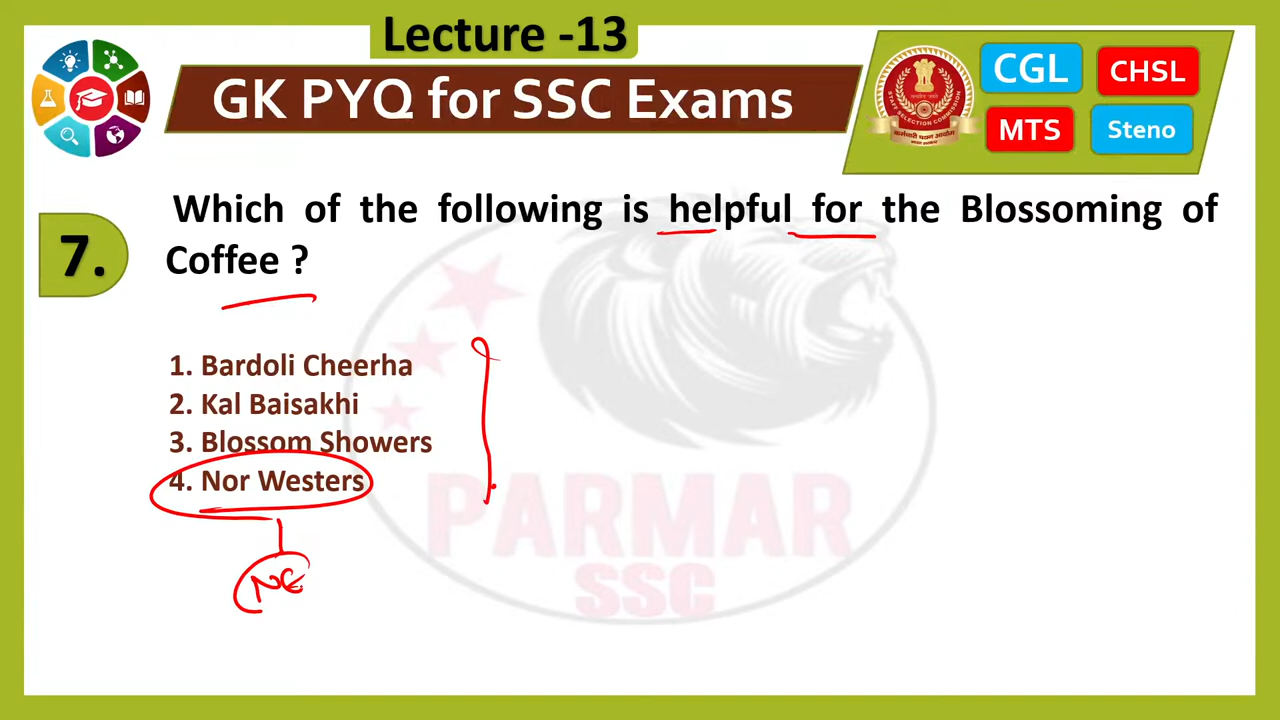 Lecture -13
GK PYQ for SSC Exams
CGL
CHSL
MTS
Steno
7.
Which of the following is helpful for the Blossoming of
Coffee ?
1. Bardoli Cheerha
2. Kal Baisakhi
3. Blossom Showers
4. Nor Westers
NE
PARMAR
SSC